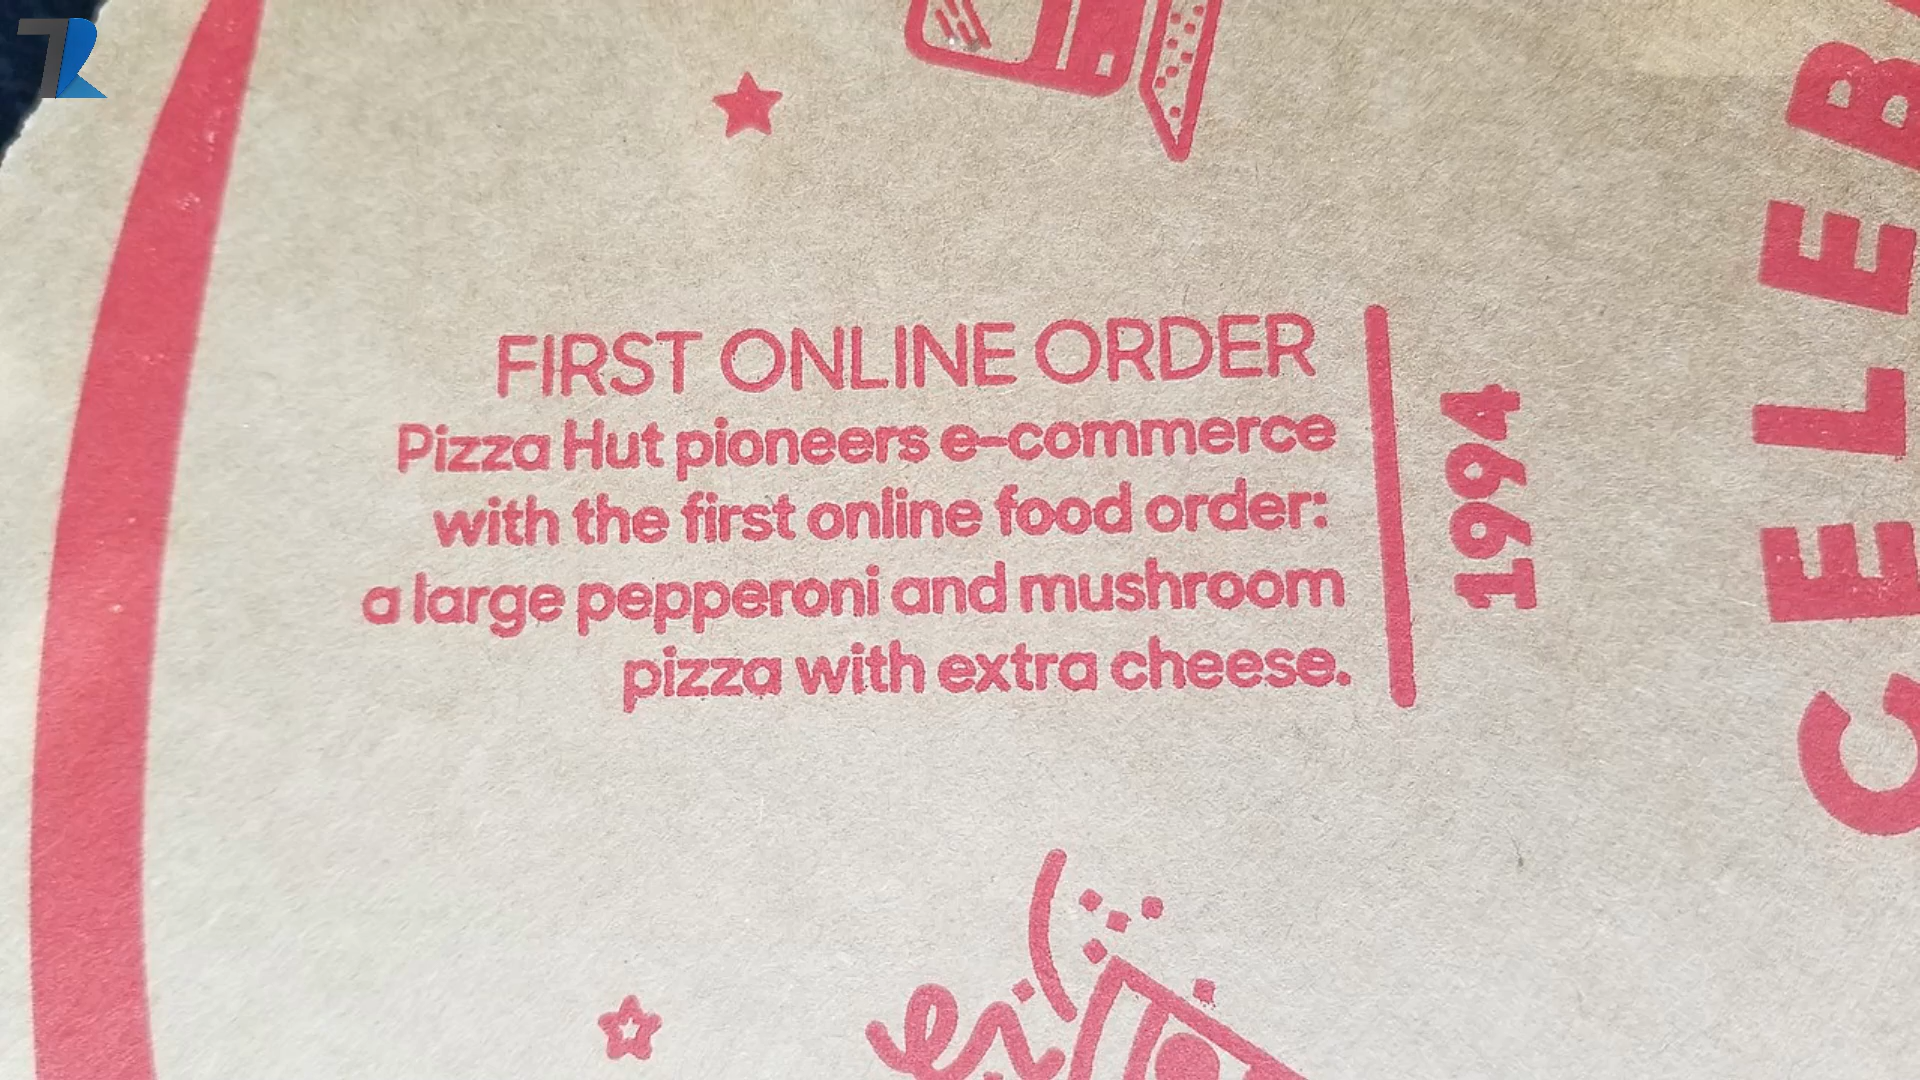 FIRST ONLINE ORDER
Pizza Hut pioneers e-commerce
with the first online food order:
a large pepperoni and mushroom
pizza with extra cheese.
1994
CELEB